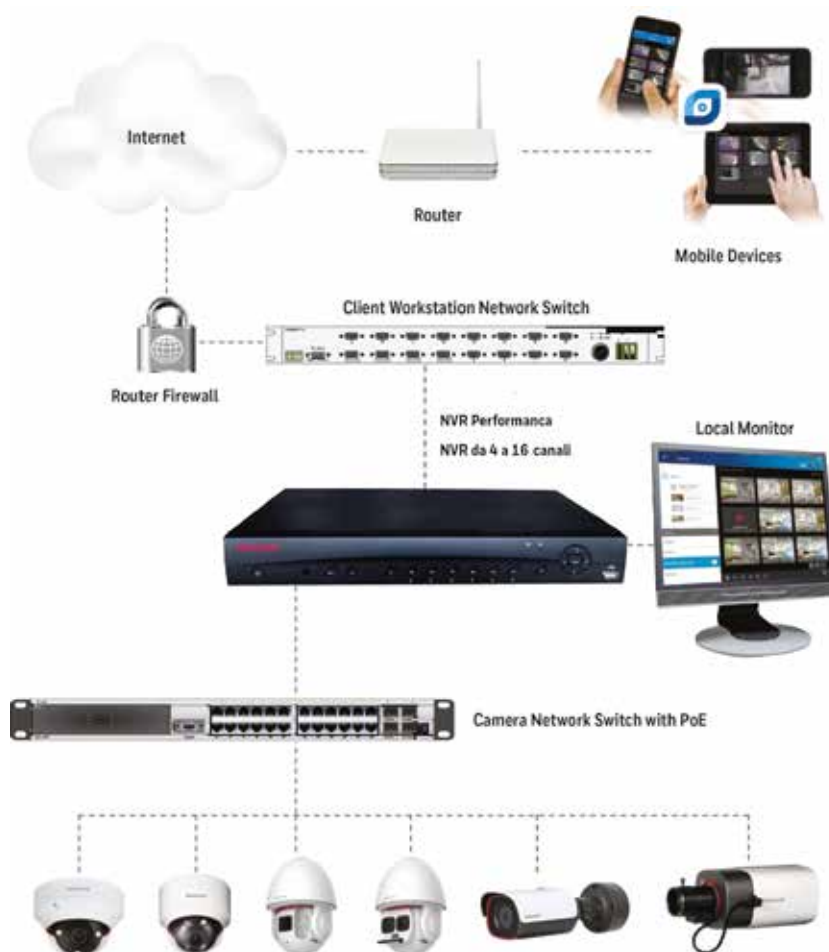 Internet
Router
Mobile Devices
Client Workstation Network Switch
Router Firewall
NVR Performanca
NVR da 4 a 16 canali
Local Monitor
Camera Network Switch with PoE